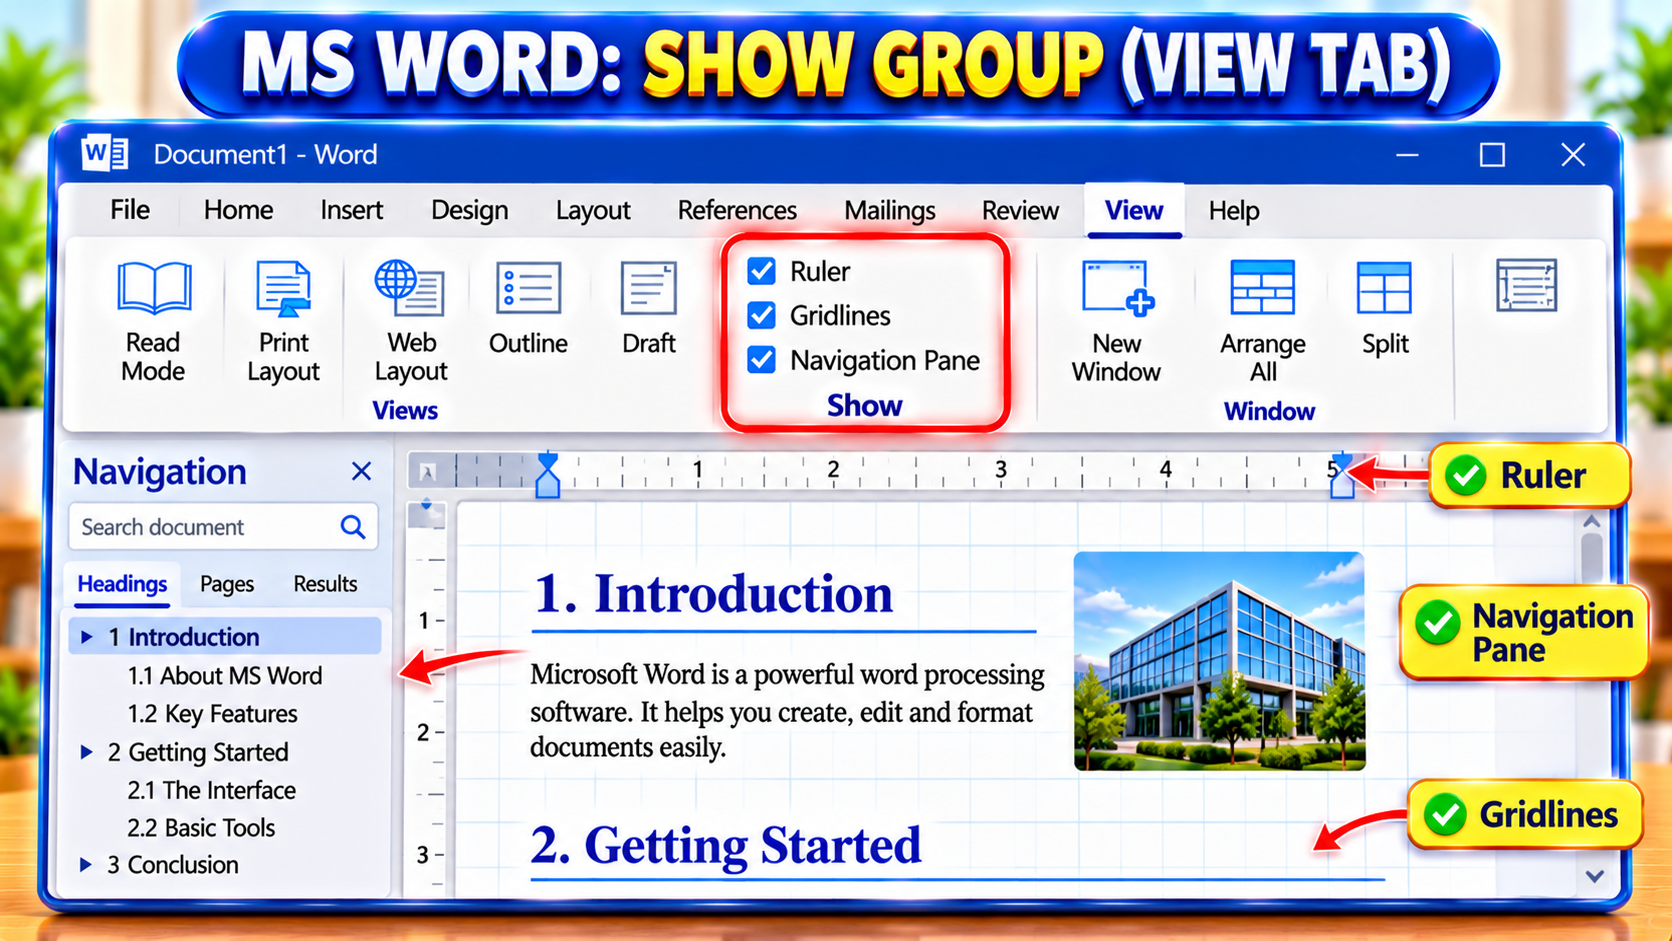 MS WORD: SHOW GROUP (VIEW TAB)
W
Document1 - Word
File Home Insert Design Layout References Mailings Review View Help
Read Mode
Print Layout
Web Layout
Outline
Draft
Views
Ruler
Gridlines
Navigation Pane
Show
New Window
Arrange All
Split
Window
Navigation
Search document
Headings Pages Results
1 Introduction
1.1 About MS Word
1.2 Key Features
2 Getting Started
2.1 The Interface
2.2 Basic Tools
3 Conclusion
1 2 3 4 5
1
2
3
1. Introduction
Microsoft Word is a powerful word processing
software. It helps you create, edit and format
documents easily.
2. Getting Started
Ruler
Navigation
Pane
Gridlines